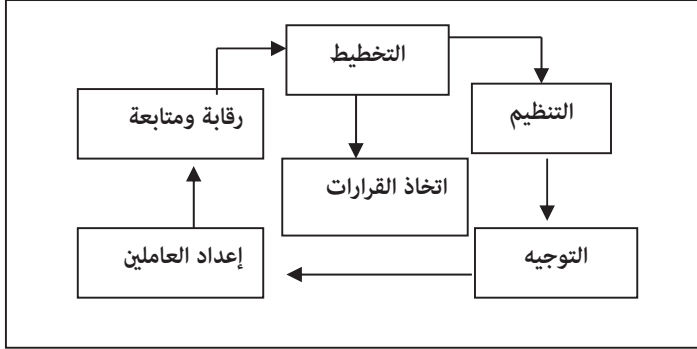 التخطيط
التنظيم
رقابة ومتابعة
اتخاذ القرارات
التوجيه
إعداد العاملين